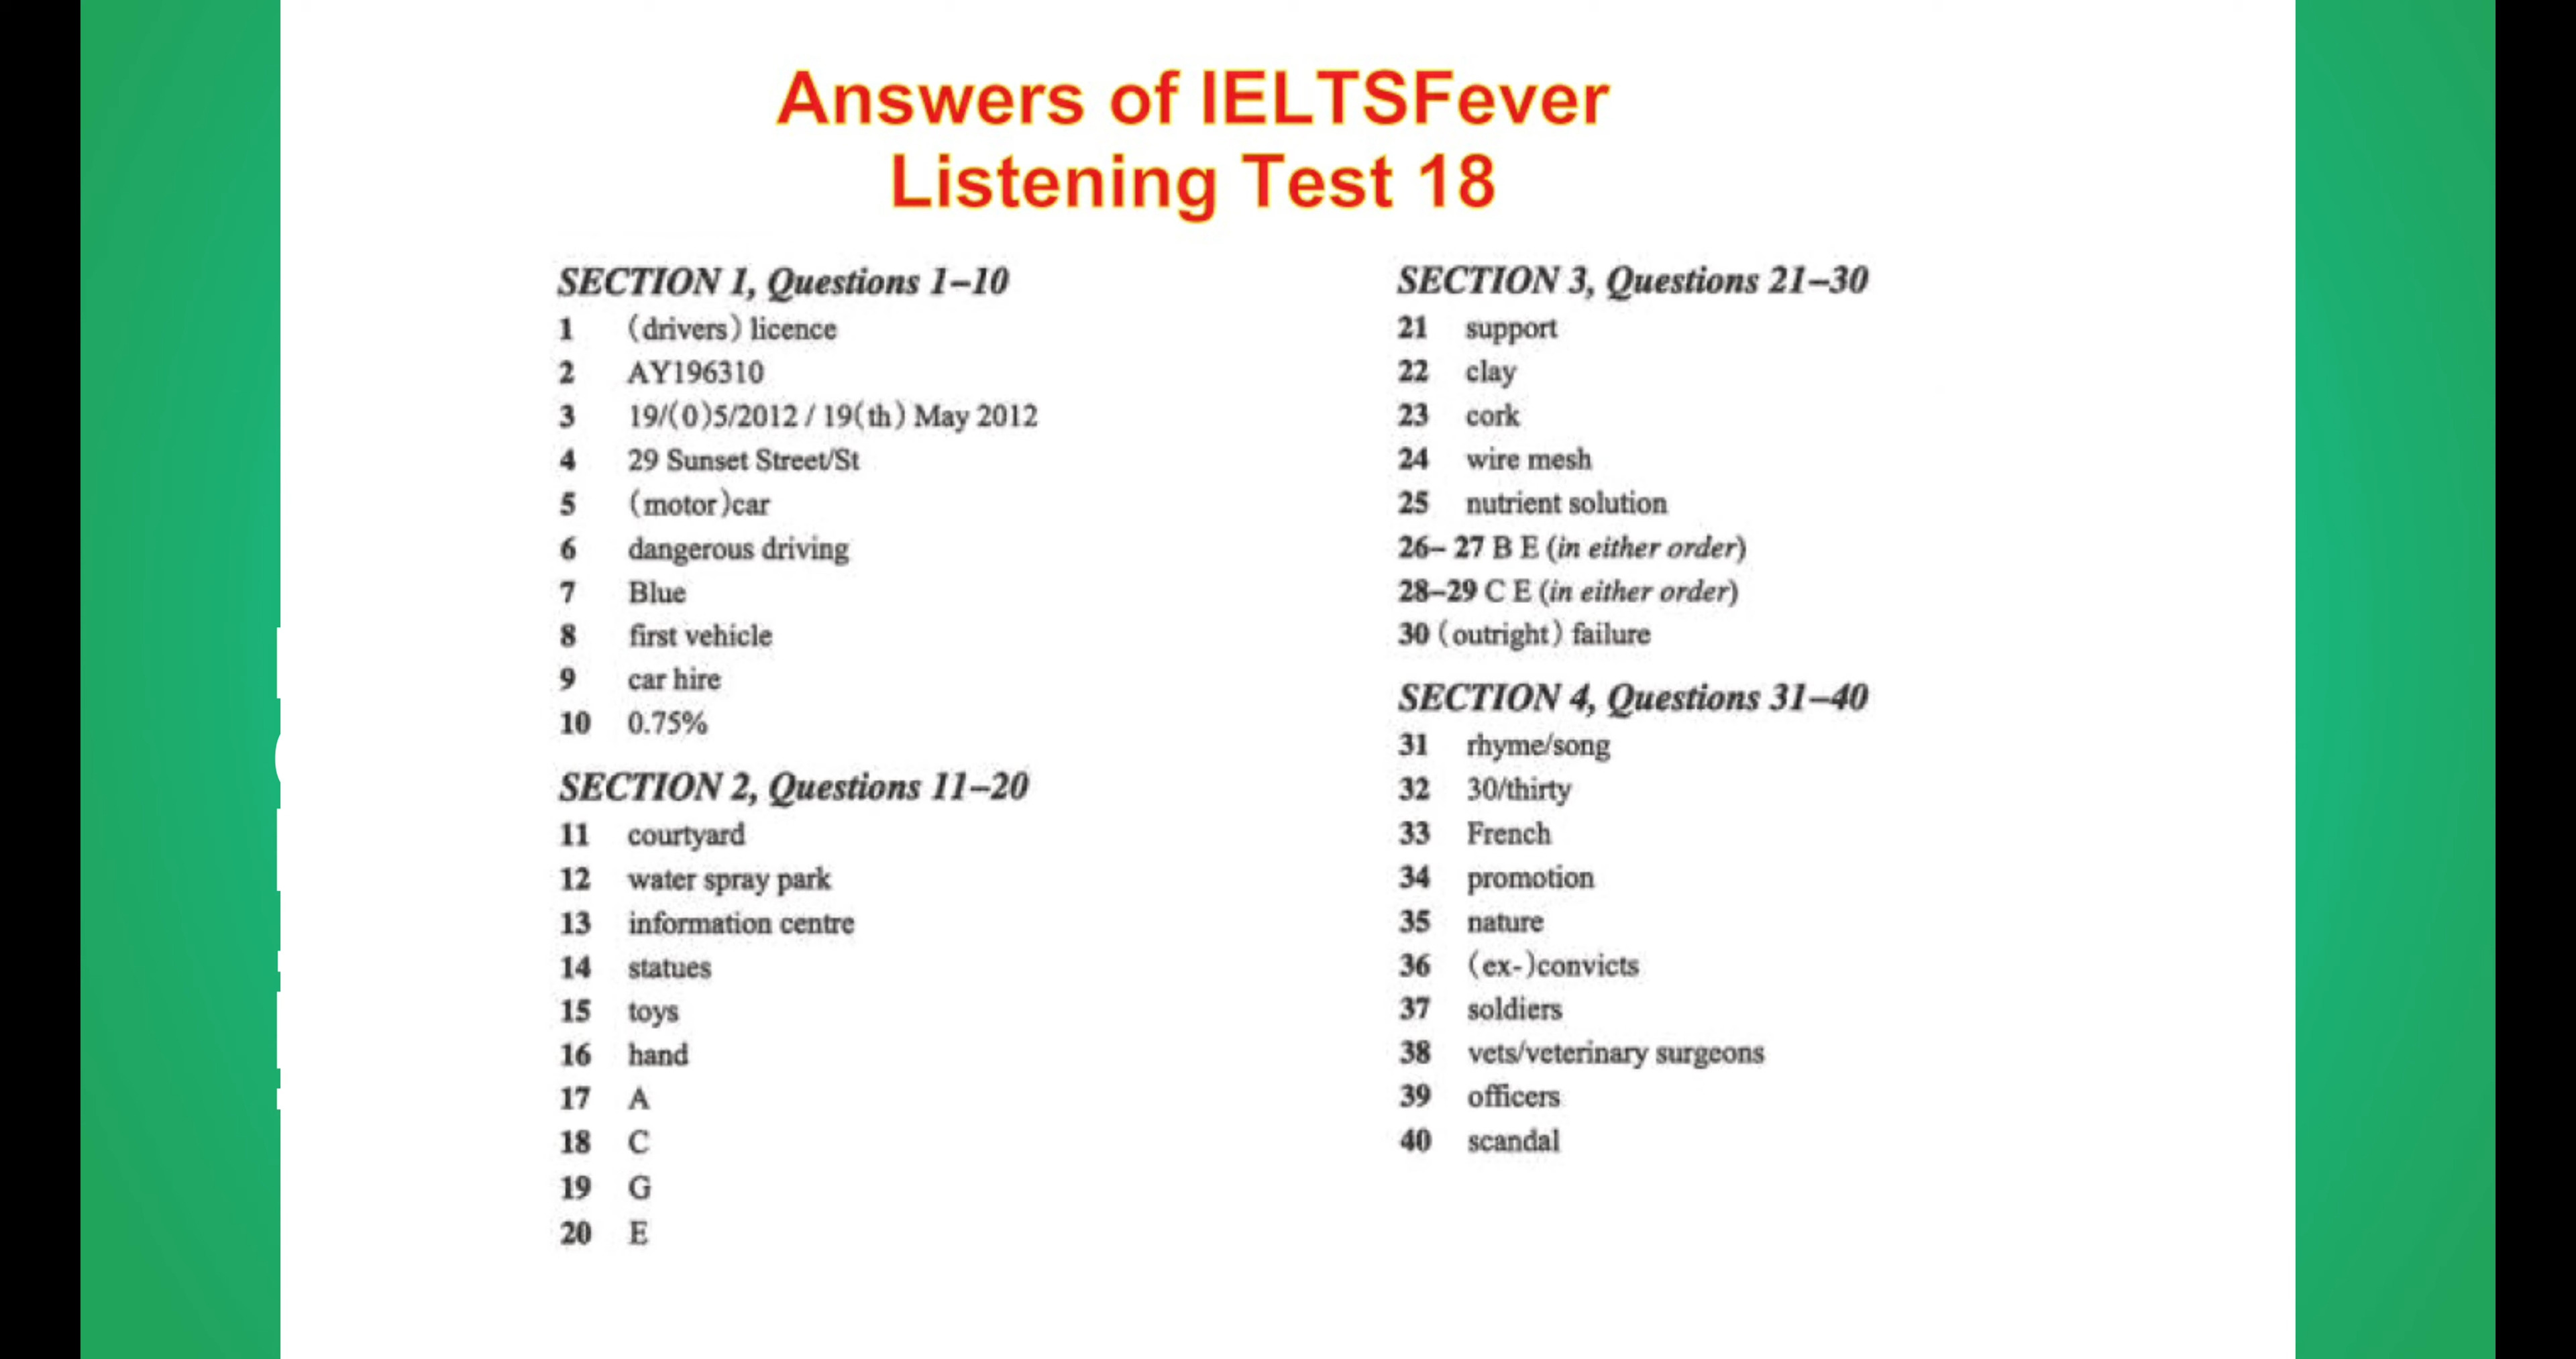 Answers of IELTSFever
Listening Test 18
SECTION 1, Questions 1–10
1 (drivers) licence
2 AY196310
3 19/(0)5/2012 / 19(th) May 2012
4 29 Sunset Street/St
5 (motor)car
6 dangerous driving
7 Blue
8 first vehicle
9 car hire
10 0.75%
SECTION 2, Questions 11–20
11 courtyard
12 water spray park
13 information centre
14 statues
15 toys
16 hand
17 A
18 C
19 G
20 E
SECTION 3, Questions 21–30
21 support
22 clay
23 cork
24 wire mesh
25 nutrient solution
26– 27 B E (in either order)
28–29 C E (in either order)
30 (outright) failure
SECTION 4, Questions 31–40
31 rhyme/song
32 30/thirty
33 French
34 promotion
35 nature
36 (ex-)convicts
37 soldiers
38 vets/veterinary surgeons
39 officers
40 scandal